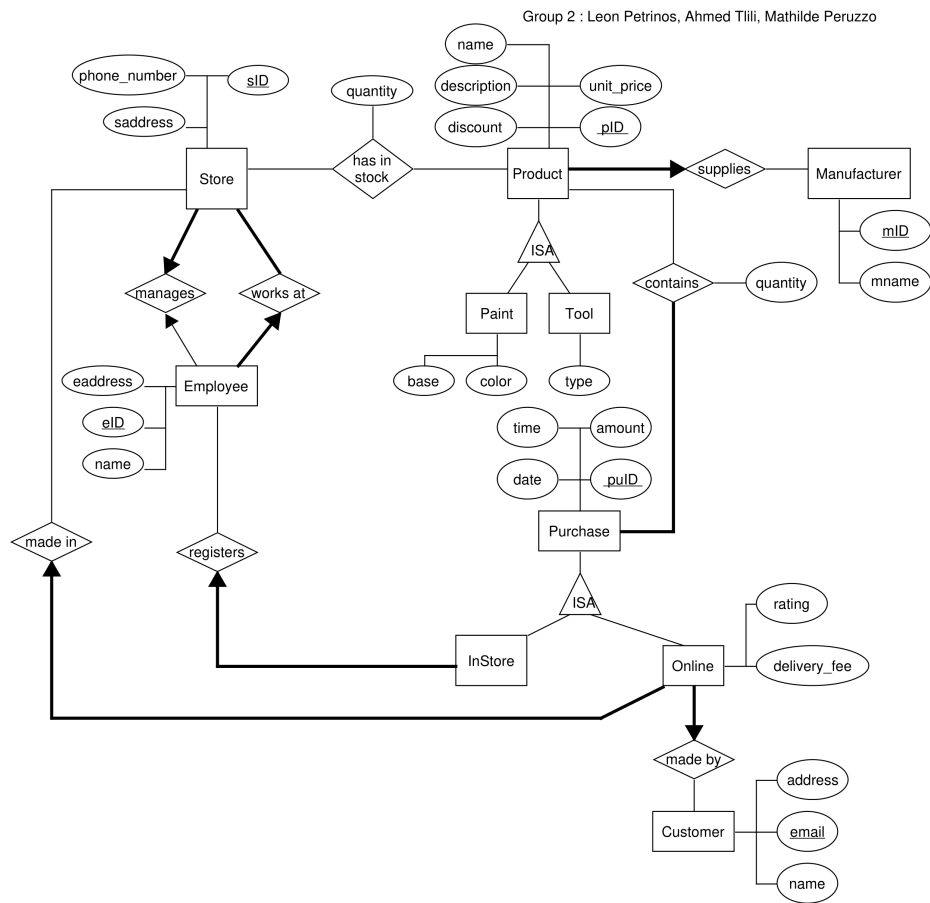 Group 2 : Leon Petrinos, Ahmed Tlili, Mathilde Peruzzo
name
phone_number
sID
description
unit_price
quantity
saddress
discount
pID
Store
has in
stock
Product
supplies
Manufacturer
mID
ISA
mname
manages
works at
contains
quantity
Paint
Tool
eaddress
Employee
base
color
type
eID
time
amount
name
date
puID
made in
registers
Purchase
ISA
rating
InStore
Online
delivery_fee
made by
address
Customer
email
name